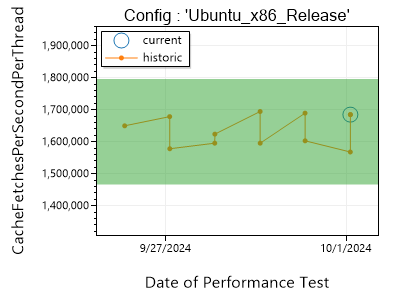 Config : 'Ubuntu_x86_Release'
CacheFetchesPerSecondPerThread
current
historic
1,900,000
1,800,000
1,700,000
1,600,000
1,500,000
1,400,000
9/27/2024
10/1/2024
Date of Performance Test